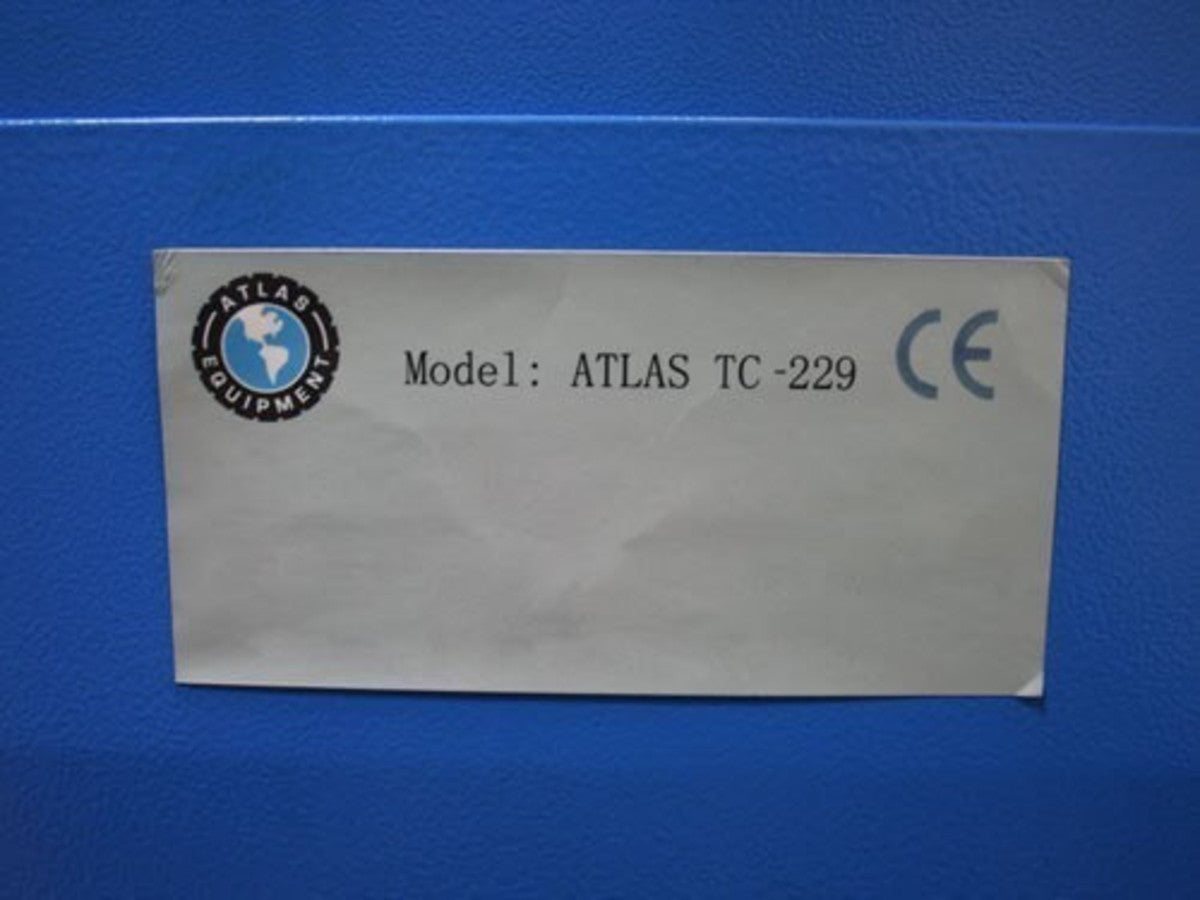 ATLAS
EQUIPMENT
Model: ATLAS TC-229
CE